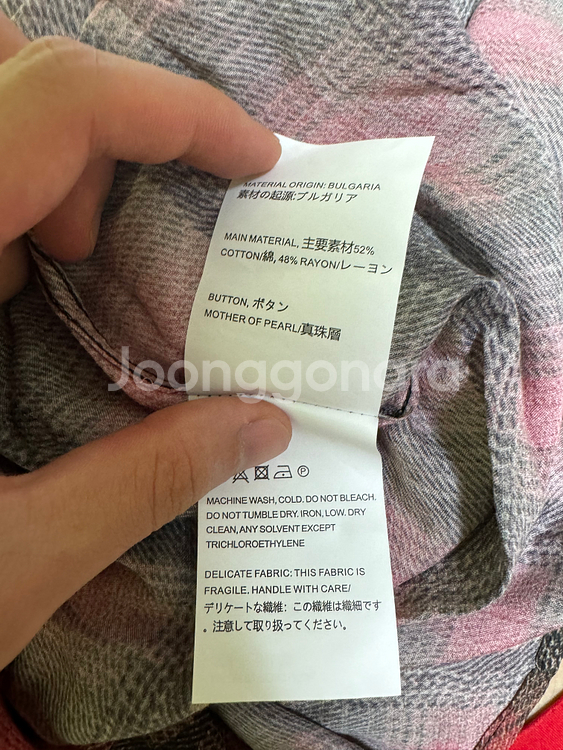 MATERIAL ORIGIN: BULGARIA
素材の起源:ブルガリア
MAIN MATERIAL, 主要素材52%
COTTON/綿, 48% RAYON/レーヨン
BUTTON, ボタン
MOTHER OF PEARL/真珠層
Joonggonara
MACHINE WASH, COLD. DO NOT BLEACH.
DO NOT TUMBLE DRY. IRON, LOW. DRY
CLEAN, ANY SOLVENT EXCEPT
TRICHLOROETHYLENE
DELICATE FABRIC: THIS FABRIC IS
FRAGILE. HANDLE WITH CARE/
デリケートな繊維: この繊維は繊細です
。注意して取り扱ってください。